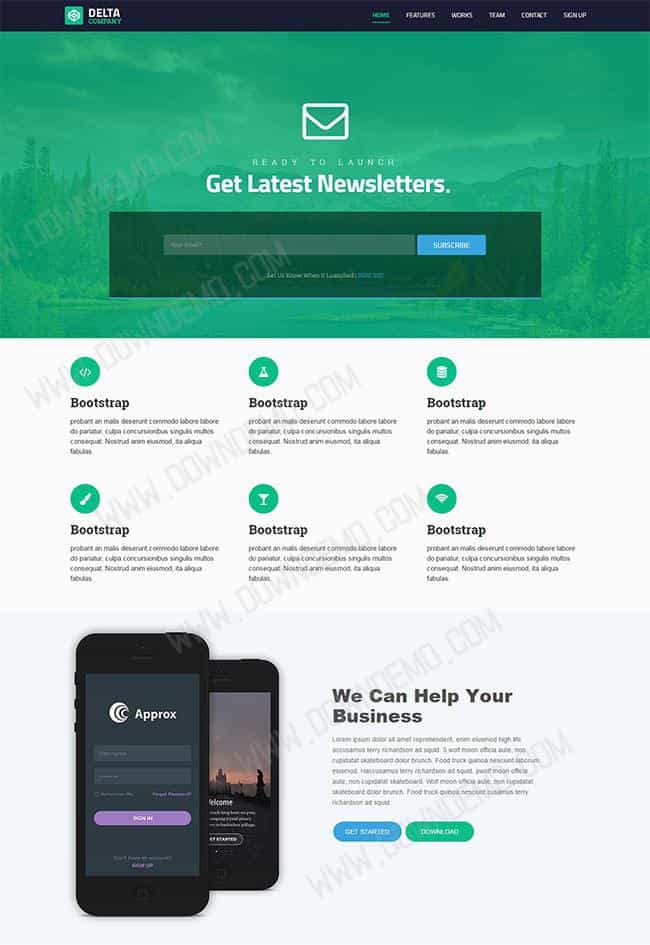 DELTA
COMPANY
HOME FEATURES WORKS TEAM CONTACT SIGN UP
READY TO LAUNCH
Get Latest Newsletters.
Your Email*
SUBSCRIBE
Let Us Know When It Launched |
Bootstrap
probant an malis deserunt commodo labore labore
do pariatur, culpa concursionibus singulis multos
consequat. Nostrud anim eiusmod, ita aliqua
fabulas.
Bootstrap
probant an malis deserunt commodo labore labore
do pariatur, culpa concursionibus singulis multos
consequat. Nostrud anim eiusmod, ita aliqua
fabulas.
Bootstrap
probant an malis deserunt commodo labore labore
do pariatur, culpa concursionibus singulis multos
consequat. Nostrud anim eiusmod, ita aliqua
fabulas.
Bootstrap
probant an malis deserunt commodo labore labore
do pariatur, culpa concursionibus singulis multos
consequat. Nostrud anim eiusmod, ita aliqua
fabulas.
Bootstrap
probant an malis deserunt commodo labore labore
do pariatur, culpa concursionibus singulis multos
consequat. Nostrud anim eiusmod, ita aliqua
fabulas.
Bootstrap
probant an malis deserunt commodo labore labore
do pariatur, culpa concursionibus singulis multos
consequat. Nostrud anim eiusmod, ita aliqua
fabulas.
Approx
Username
Remember Me Forgot Password?
SIGN IN
Don't have an account?
SIGN UP
Welcome
GET STARTED
We Can Help Your
Business
Lorem ipsum dolor sit amet reprehenderit, enim eiusmod high life
accusamus terry richardson ad squid. 3 wolf moon officia aute, non
cupidatat skateboard dolor brunch. Food truck quinoa nesciunt laborum
eiusmod. Haccusamus terry richardson ad squid. pwolf moon officia
aute, non cupidatat skateboard. Wolf moon officia aute, non cupidatat
skateboard dolor brunch. Food truck quinoa eiusmod cusamus terry
richardson ad squid.
GET STARTED DOWNLOAD
WWW.DOWNDEMO.COM
WWW.DOWNDEMO.COM
WWW.DOWNDEMO.COM
WWW.DOWNDEMO.COM
WWW.DOWNDEMO.COM
WWW.DOWNDEMO.COM
WWW.DOWNDEMO.COM